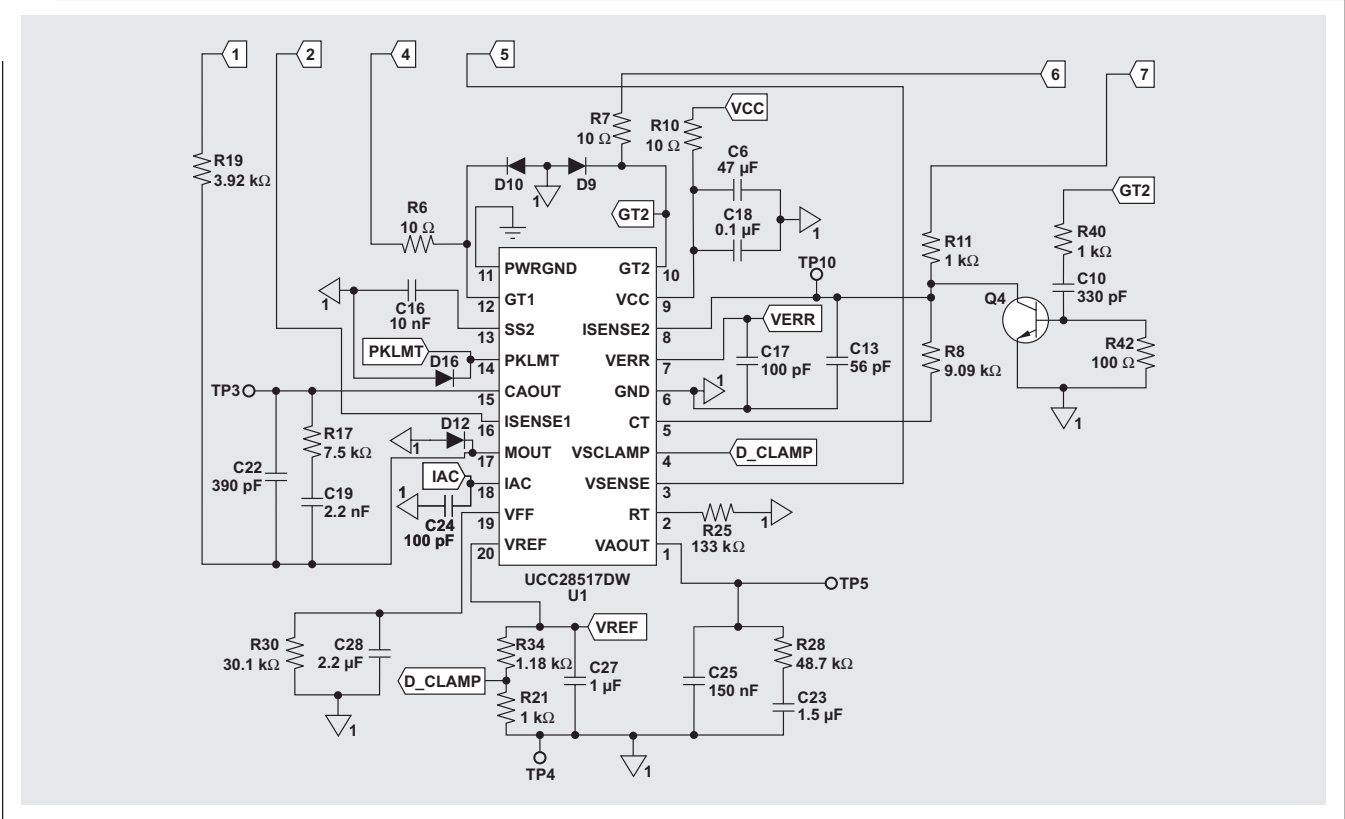 1
2
4
5
6
7
VCC
R7
10 Ω
R10
10 Ω
C6
47 µF
R19
3.92 kΩ
D10
D9
1
GT2
C18
0.1 µF
1
GT2
R6
10 Ω
R40
1 kΩ
R11
1 kΩ
TP10
C10
330 pF
Q4
1
C16
10 nF
PWRGND
11
GT2
10
GT1
12
VCC
9
SS2
13
ISENSE2
8
PKLMT
D16
PKLMT
14
VERR
7
VERR
C17
100 pF
C13
56 pF
R8
9.09 kΩ
R42
100 Ω
1
TP3
CAOUT
15
GND
6
1
ISENSE1
16
CT
5
D12
1
MOUT
17
VSCLAMP
4
D_CLAMP
R17
7.5 kΩ
C22
390 pF
C19
2.2 nF
IAC
IAC
18
VSENSE
3
1
C24
100 pF
VFF
19
RT
2
R25
133 kΩ
1
VREF
20
VAOUT
1
UCC28517DW
U1
TP5
R30
30.1 kΩ
C28
2.2 µF
1
R34
1.18 kΩ
VREF
C27
1 µF
D_CLAMP
R21
1 kΩ
C25
150 nF
R28
48.7 kΩ
C23
1.5 µF
TP4
1